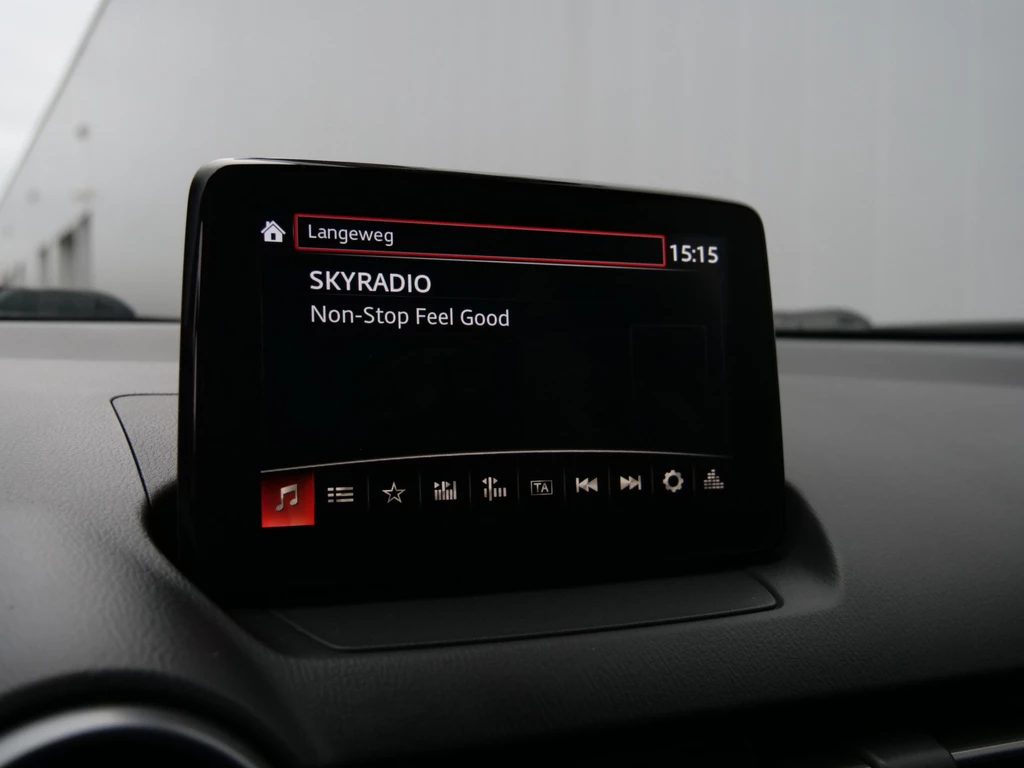 Langeweg
15:15
SKYRADIO
Non-Stop Feel Good
TA